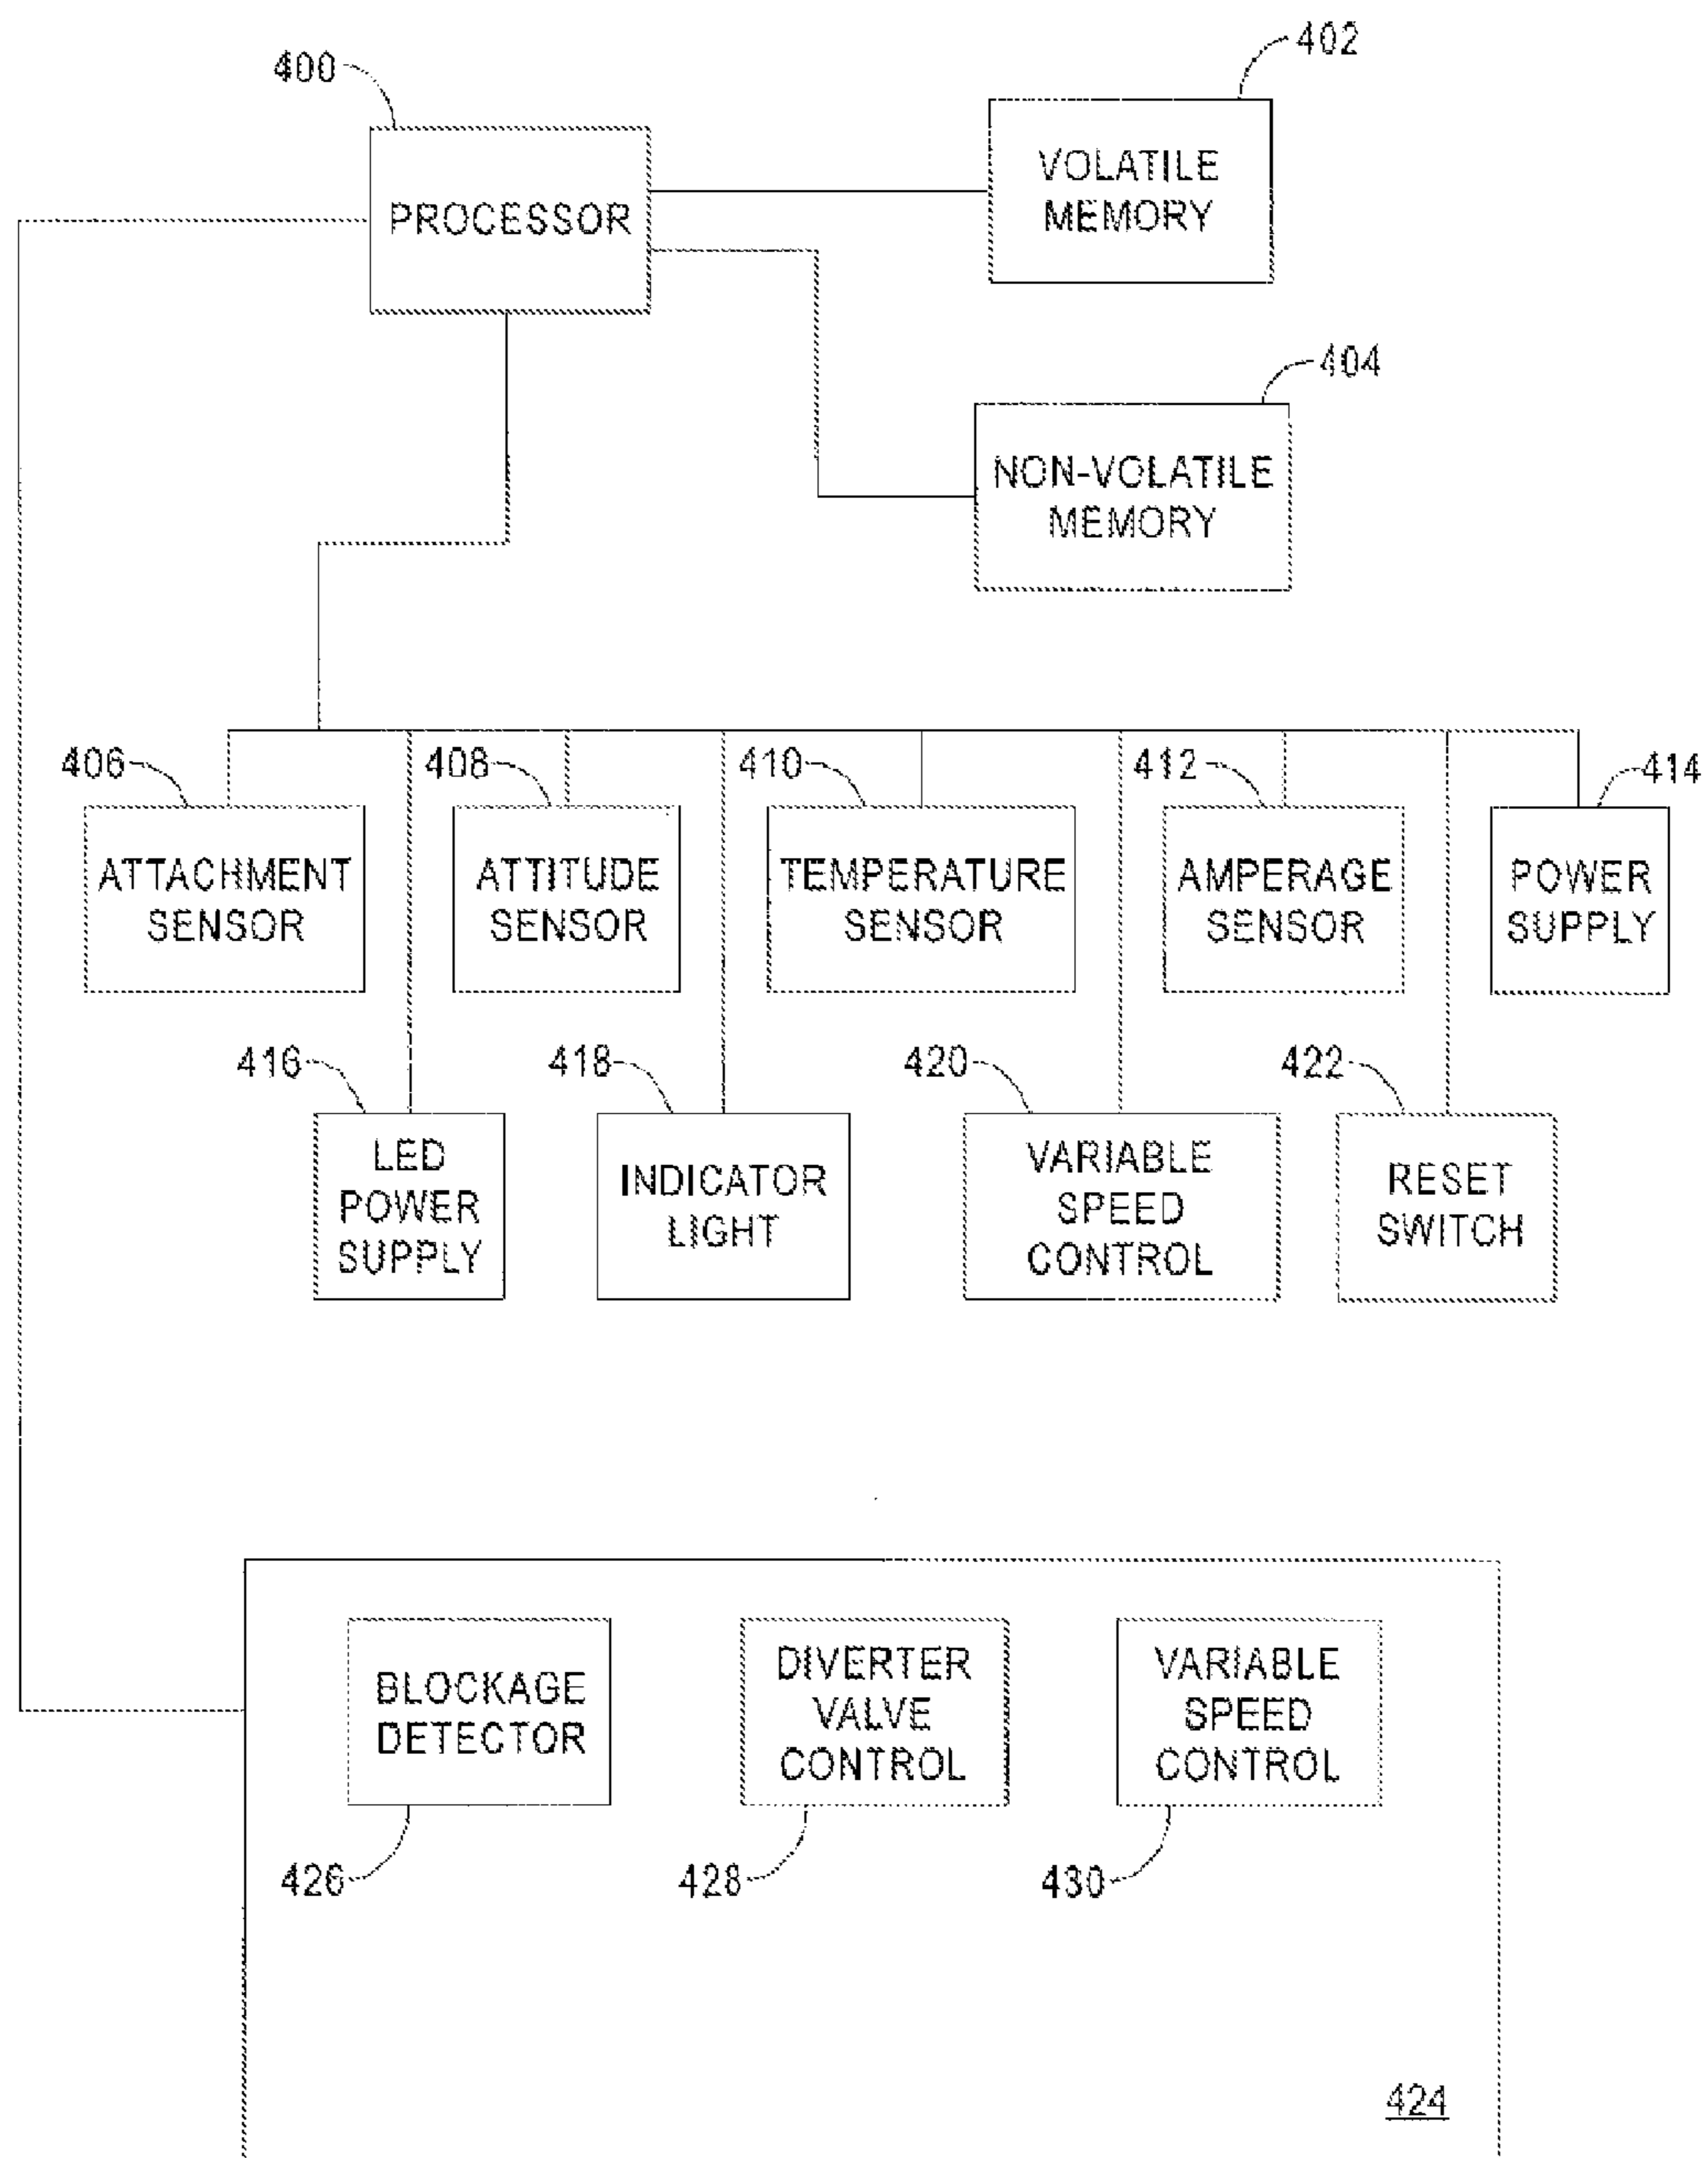 400
402
PROCESSOR
VOLATILE
MEMORY
404
NON-VOLATILE
MEMORY
406
408
410
412
414
ATTACHMENT
SENSOR
ATTITUDE
SENSOR
TEMPERATURE
SENSOR
AMPERAGE
SENSOR
POWER
SUPPLY
416
418
420
422
LED
POWER
SUPPLY
INDICATOR
LIGHT
VARIABLE
SPEED
CONTROL
RESET
SWITCH
BLOCKAGE
DETECTOR
DIVERTER
VALVE
CONTROL
VARIABLE
SPEED
CONTROL
426
428
430
424